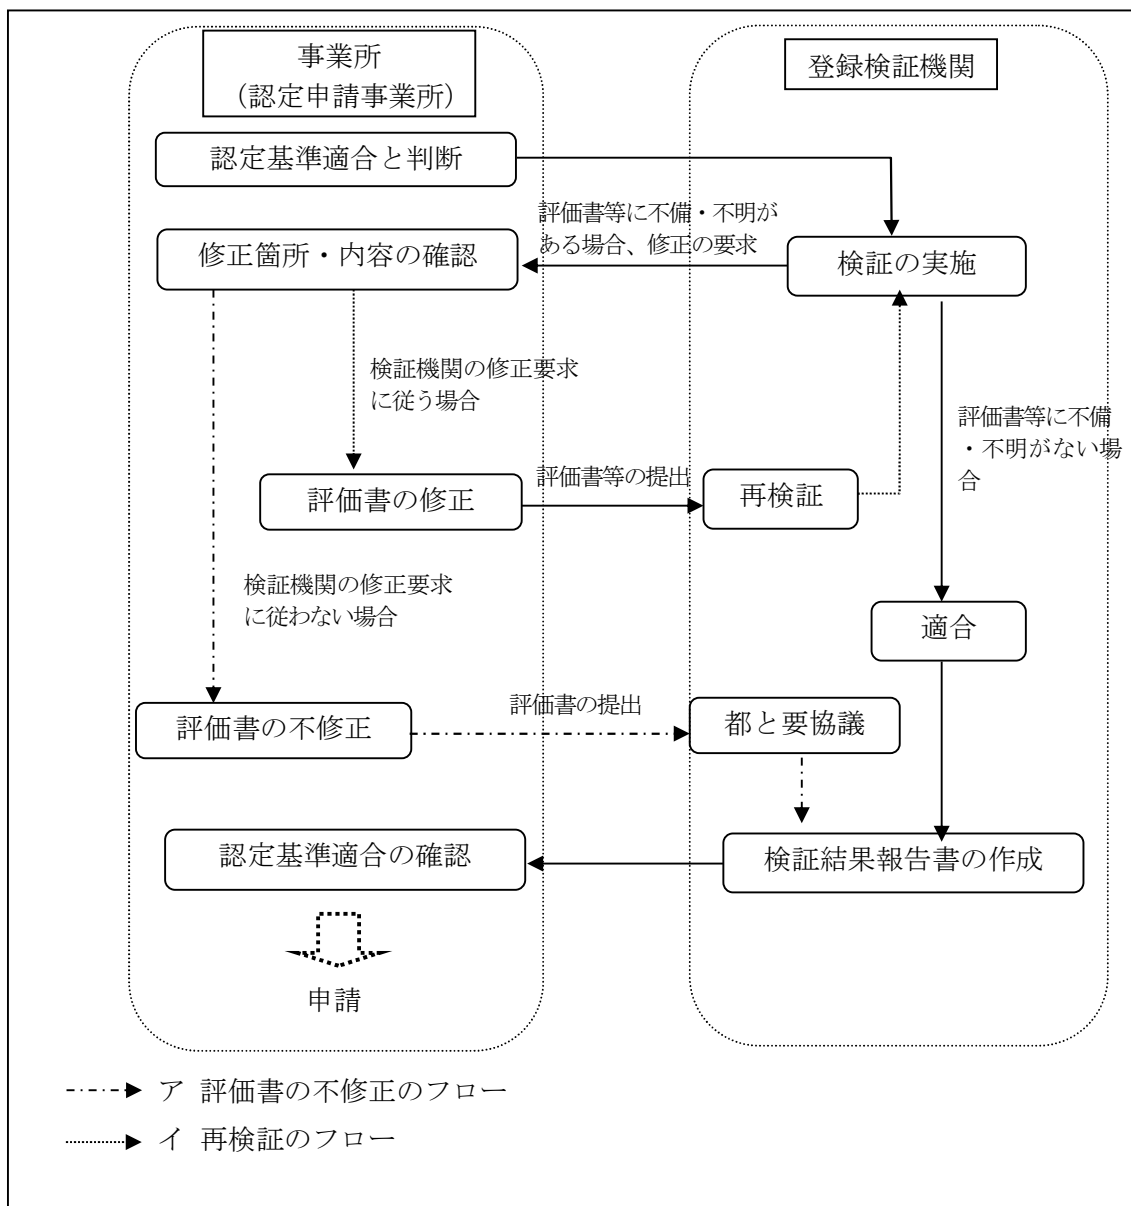 事業所
（認定申請事業所）
登録検証機関
認定基準適合と判断
評価書等に不備・不明が
ある場合、修正の要求
修正箇所・内容の確認
検証の実施
検証機関の修正要求
に従う場合
評価書等に不備
・不明がない場
合
評価書の修正
評価書等の提出
再検証
検証機関の修正要求
に従わない場合
適合
評価書の不修正
評価書の提出
都と要協議
認定基準適合の確認
検証結果報告書の作成
申請
ア 評価書の不修正のフロー
イ 再検証のフロー